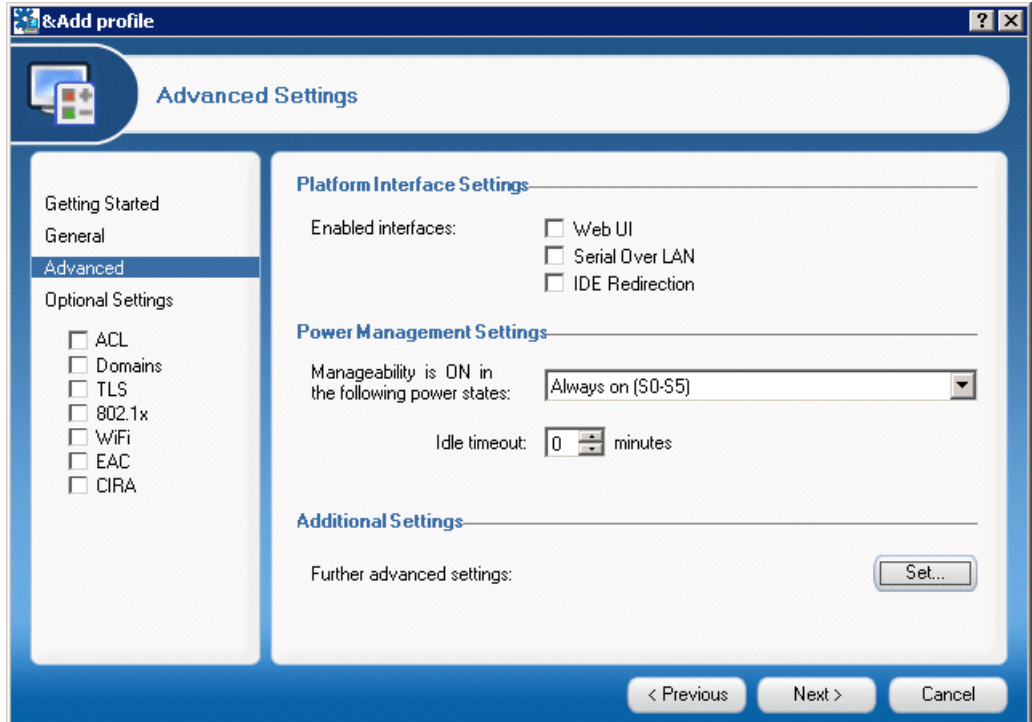 &Add profile
Advanced Settings
Getting Started
General
Advanced
Optional Settings
ACL
Domains
TLS
802.1x
WiFi
EAC
CIRA
Platform Interface Settings
Enabled interfaces:
Web UI
Serial Over LAN
IDE Redirection
Power Management Settings
Manageability is ON in
the following power states:
Always on (S0-S5)
Idle timeout: 0 minutes
Additional Settings
Further advanced settings: Set...
< Previous Next > Cancel